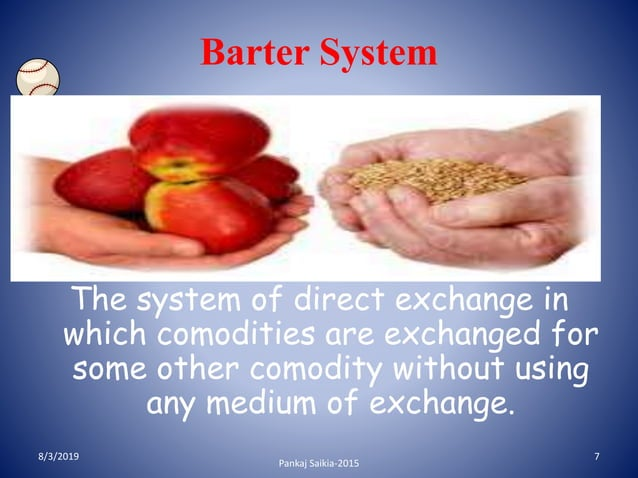 Barter System
The system of direct exchange in
which comodities are exchanged for
some other comodity without using
any medium of exchange.
8/3/2019
Pankaj Saikia-2015
7